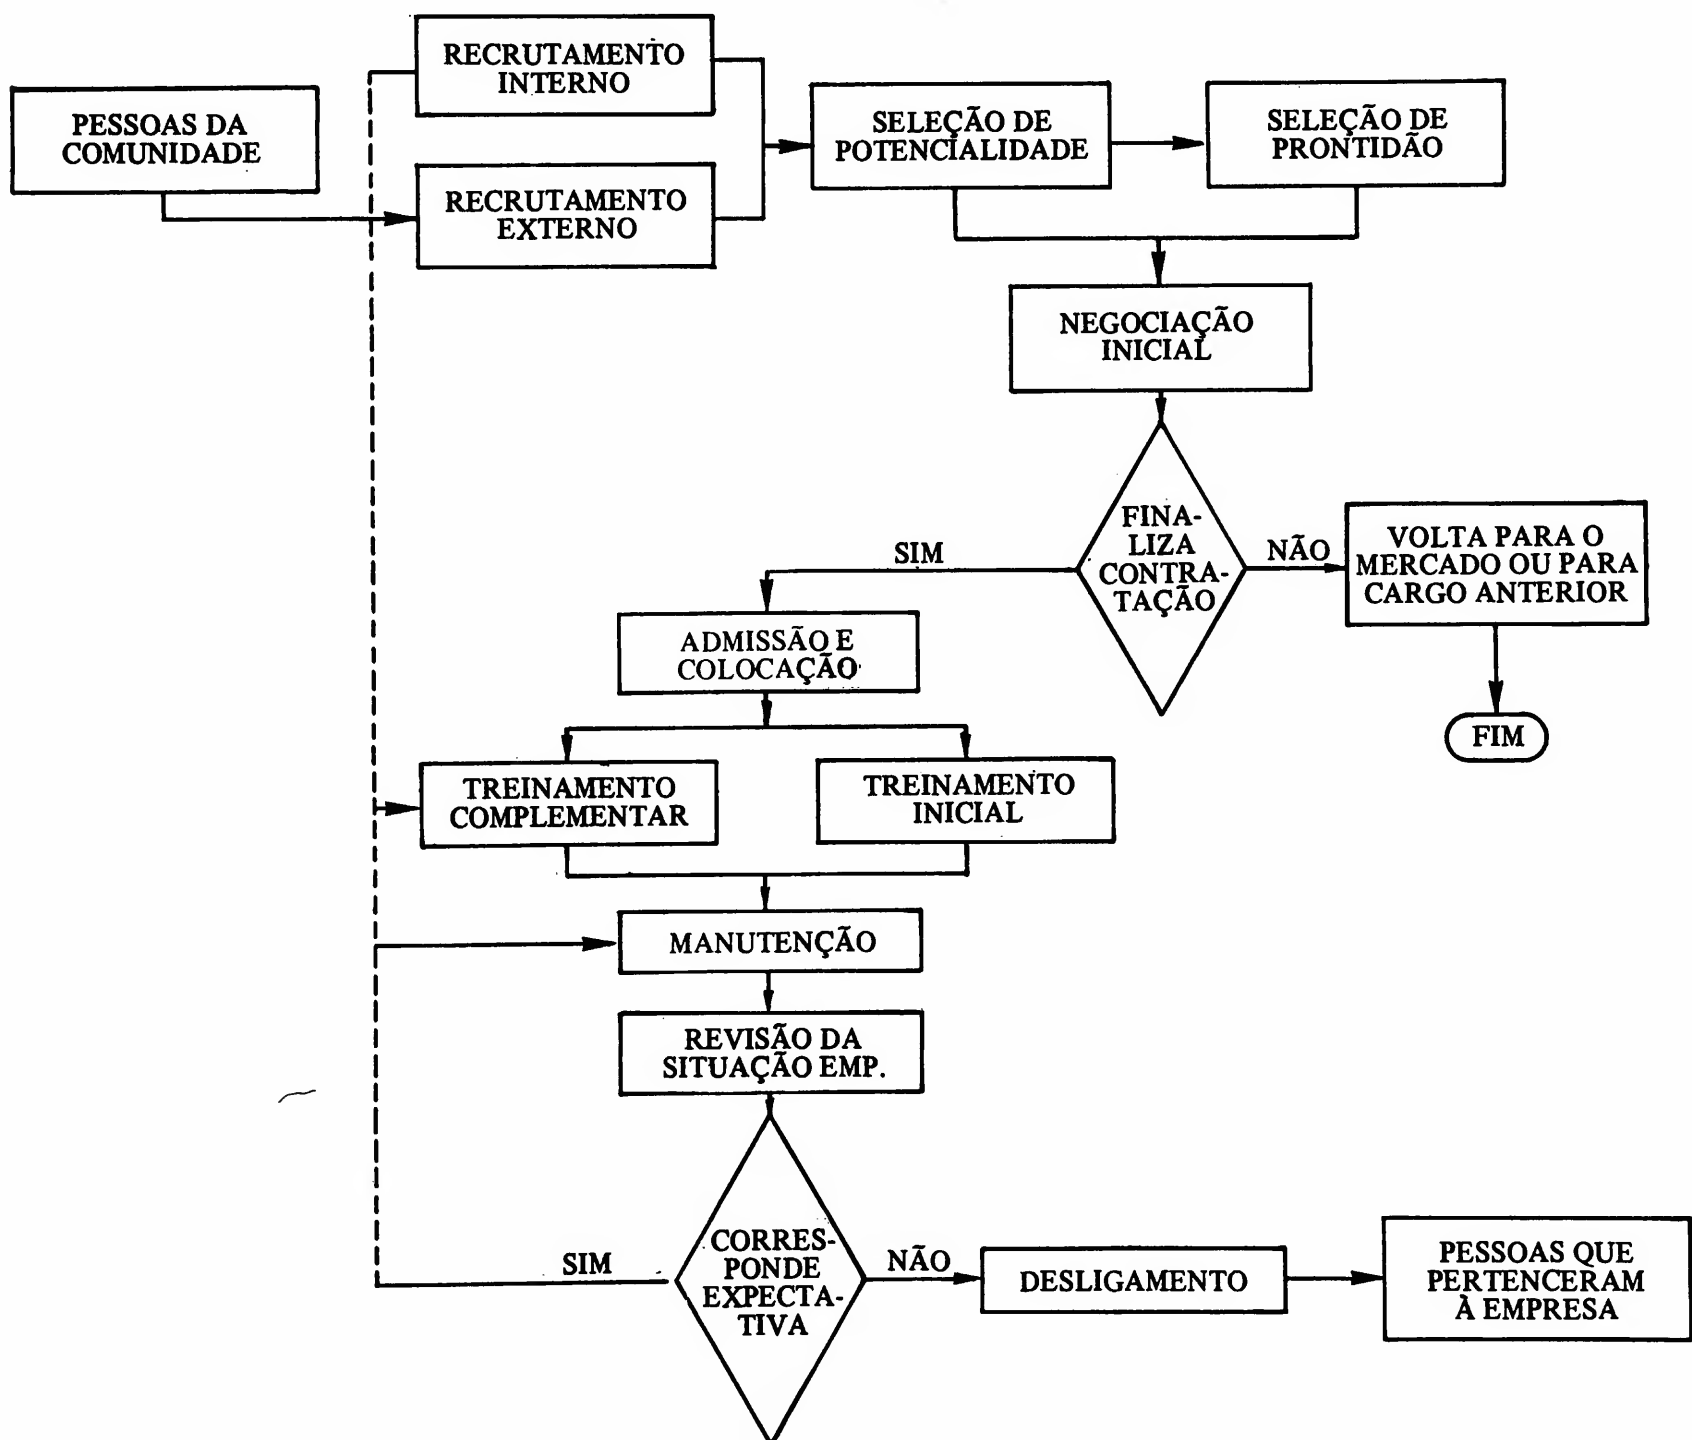 RECRUTAMENTO
INTERNO
PESSOAS DA
COMUNIDADE
SELEÇÃO DE
POTENCIALIDADE
SELEÇÃO DE
PRONTIDÃO
RECRUTAMENTO
EXTERNO
NEGOCIAÇÃO
INICIAL
FINA-
LIZA
CONTRA-
TAÇÃO
SIM
NÃO
VOLTA PARA O
MERCADO OU PARA
CARGO ANTERIOR
FIM
ADMISSÃO E
COLOCAÇÃO
TREINAMENTO
COMPLEMENTAR
TREINAMENTO
INICIAL
MANUTENÇÃO
REVISÃO DA
SITUAÇÃO EMP.
CORRES-
PONDE
EXPECTA-
TIVA
SIM
NÃO
DESLIGAMENTO
PESSOAS QUE
PERTENCERAM
À EMPRESA